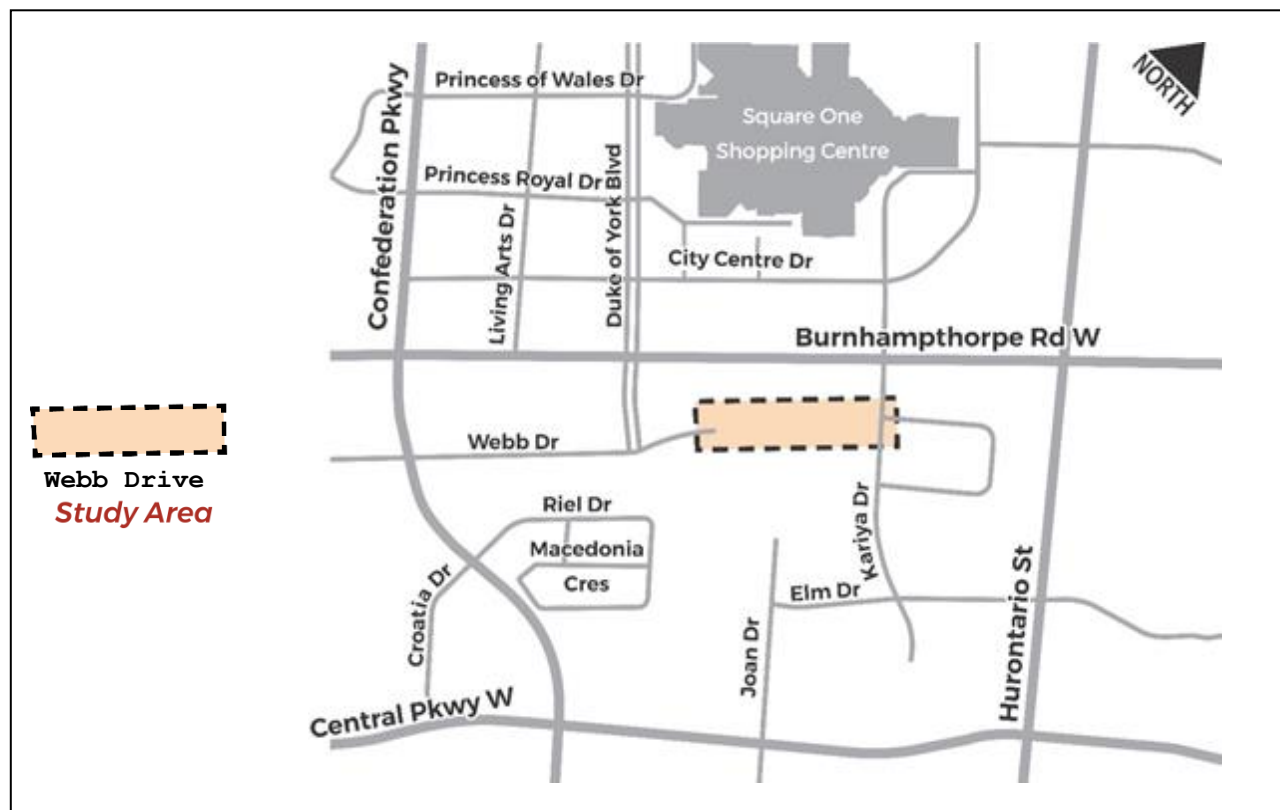 Princess of Wales Dr
NORTH
Confederation Pkwy
Square One
Shopping Centre
Princess Royal Dr
Living Arts Dr
Duke of York Blvd
City Centre Dr
Burnhampthorpe Rd W
Webb Dr
Webb Drive
Study Area
Riel Dr
Macedonia
Cres
Croatia Dr
Kariya Dr
Elm Dr
Joan Dr
Hurontario St
Central Pkwy W